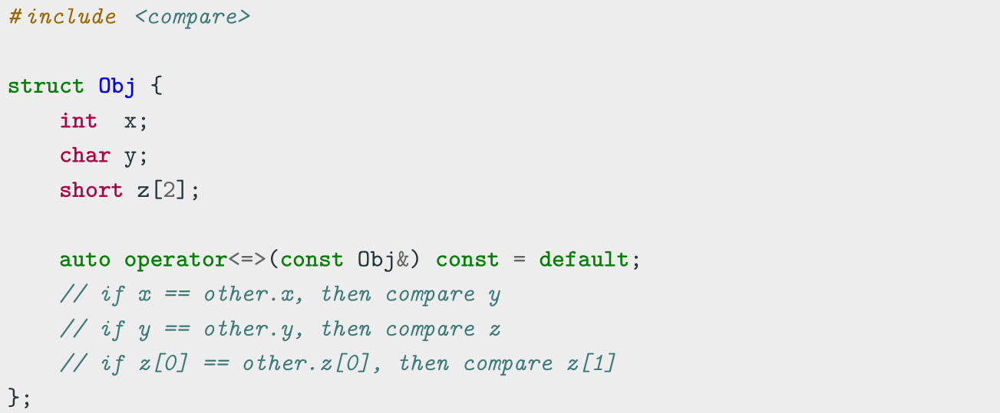 #include <compare>
struct Obj {
    int  x;
    char y;
    short z[2];
    auto operator<=>(const Obj&) const = default;
    // if x == other.x, then compare y
    // if y == other.y, then compare z
    // if z[0] == other.z[0], then compare z[1]
};